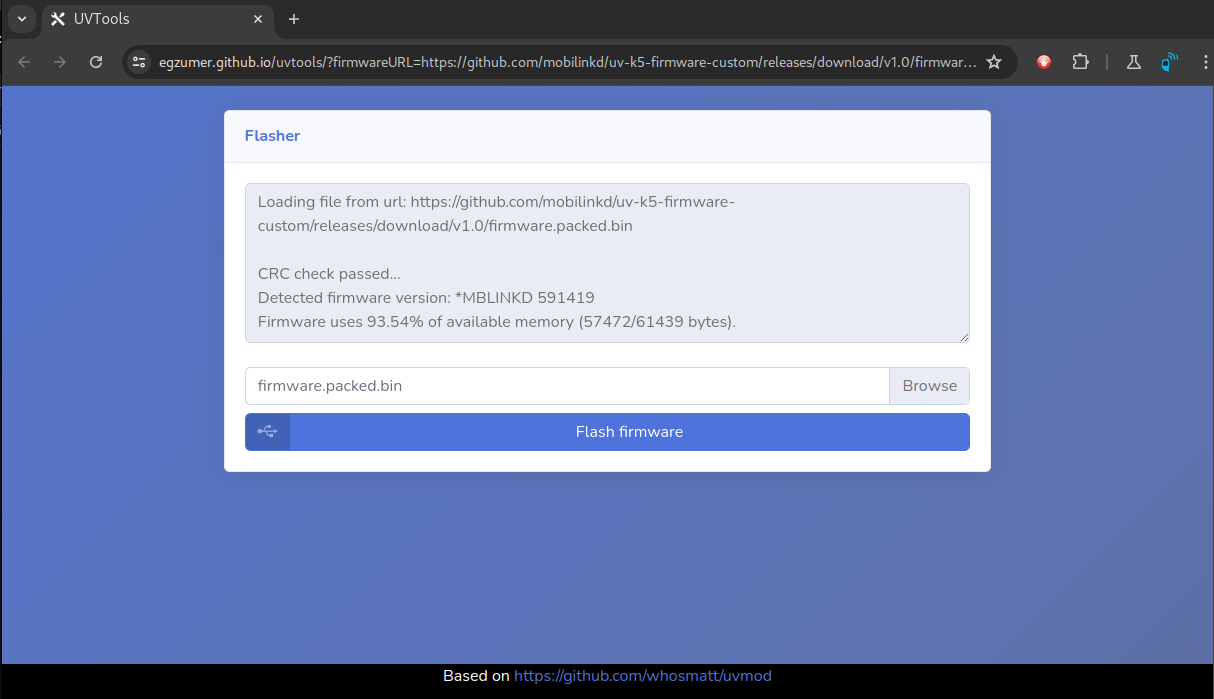 UVTools
egzumer.github.io/uvtools/?firmwareURL=https://github.com/mobilinkd/uv-k5-firmware-custom/releases/download/v1.0/firmwar...
Flasher
Loading file from url: https://github.com/mobilinkd/uv-k5-firmware-
custom/releases/download/v1.0/firmware.packed.bin
CRC check passed...
Detected firmware version: *MBLINKD 591419
Firmware uses 93.54% of available memory (57472/61439 bytes).
firmware.packed.bin Browse
Flash firmware
Based on https://github.com/whosmatt/uvmod